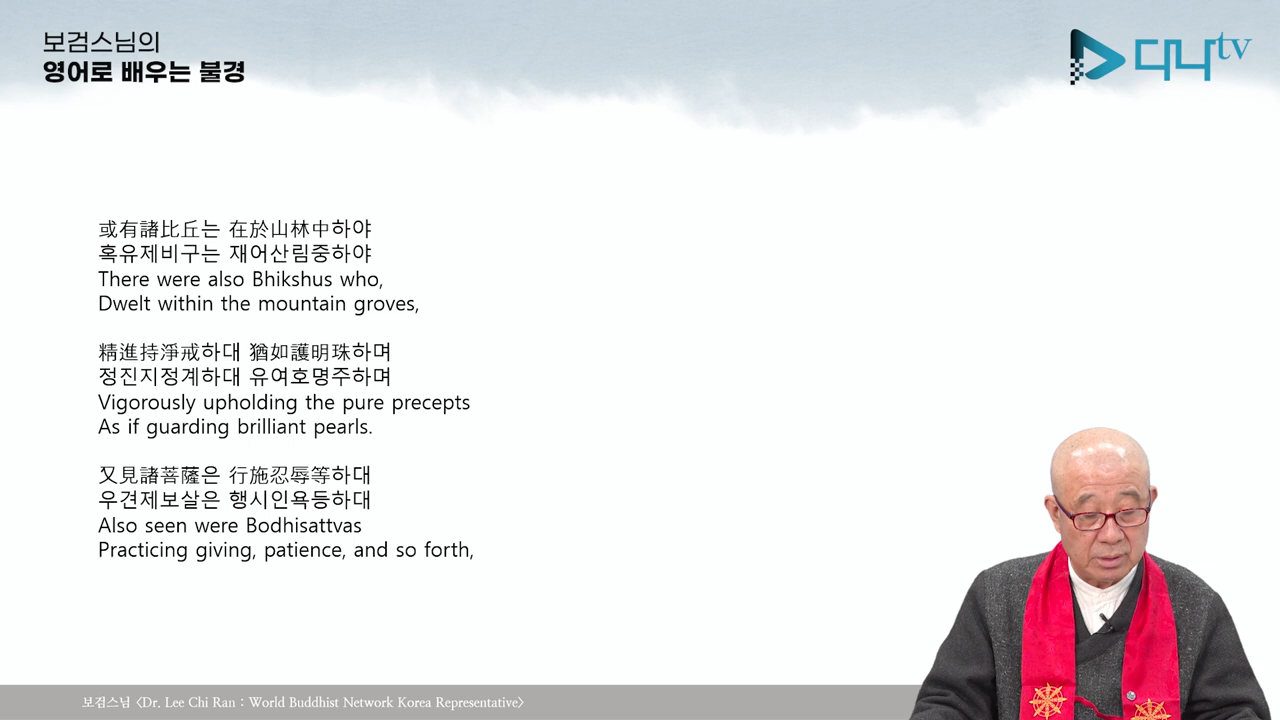 보검스님의
영어로 배우는 불경
다나tv
或有諸比丘는 在於山林中하야
혹유제비구는 재어산림중하야
There were also Bhikshus who,
Dwelt within the mountain groves,
精進持淨戒하대 猶如護明珠하며
정진지정계하대 유여호명주하며
Vigorously upholding the pure precepts
As if guarding brilliant pearls.
又見諸菩薩은 行施忍辱等하대
우견제보살은 행시인욕등하대
Also seen were Bodhisattvas
Practicing giving, patience, and so forth,
보검스님 <Dr. Lee Chi Ran : World Buddhist Network Korea Representative>